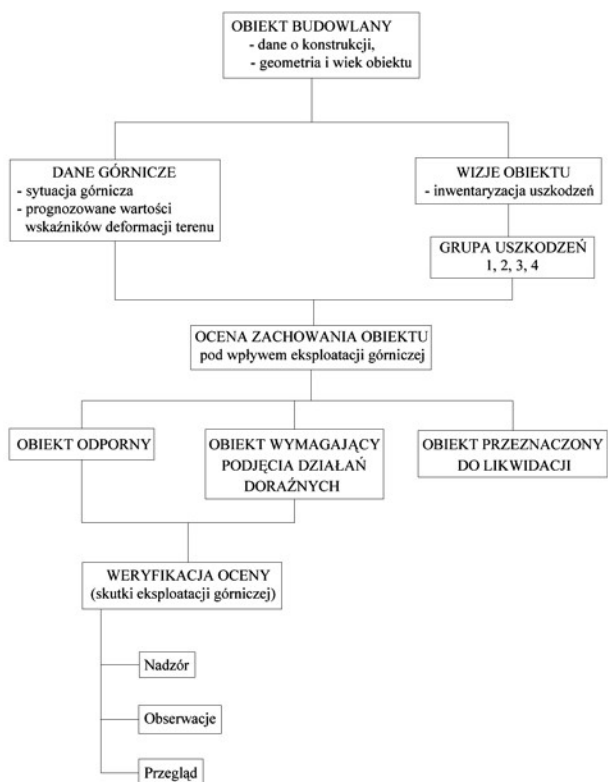 OBIEKT BUDOWLANY
- dane o konstrukcji,
- geometria i wiek obiektu
DANE GÓRNICZE
- sytuacja górnicza
- prognozowane wartości
wskaźników deformacji terenu
WIZJE OBIEKTU
- inwentaryzacja uszkodzeń
GRUPA USZKODZEŃ
1, 2, 3, 4
OCENA ZACHOWANIA OBIEKTU
pod wpływem eksploatacji górniczej
OBIEKT ODPORNY
OBIEKT WYMAGAJĄCY
PODJĘCIA DZIAŁAŃ
DORAŹNYCH
OBIEKT PRZEZNACZONY
DO LIKWIDACJI
WERYFIKACJA OCENY
(skutki eksploatacji górniczej)
Nadzór
Obserwacje
Przegląd